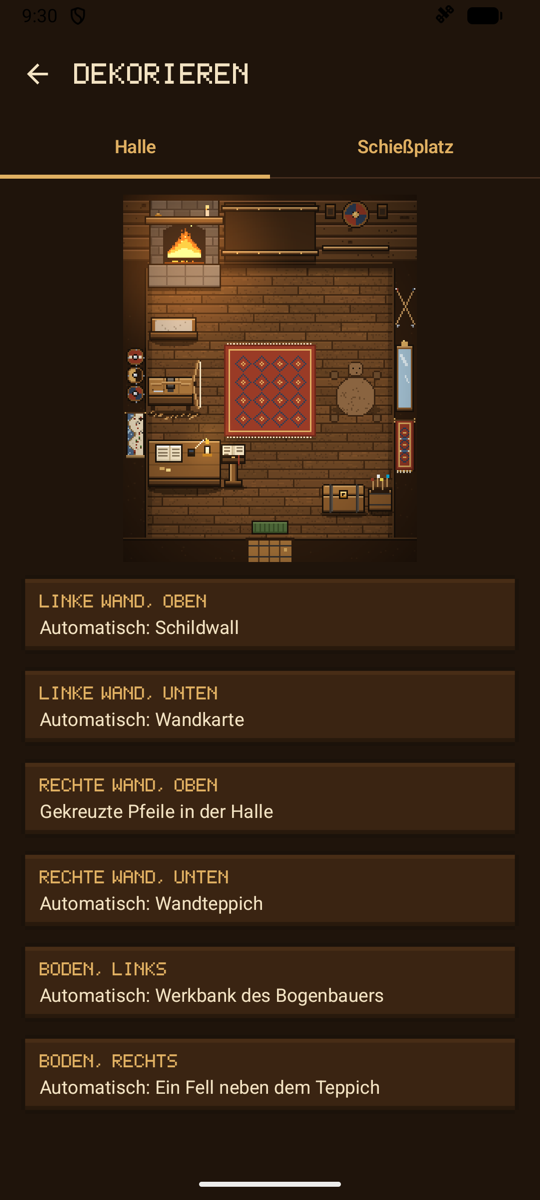 9:30
DEKORIEREN
Halle
Schießplatz
LINKE WAND, OBEN
Automatisch: Schildwall
LINKE WAND, UNTEN
Automatisch: Wandkarte
RECHTE WAND, OBEN
Gekreuzte Pfeile in der Halle
RECHTE WAND, UNTEN
Automatisch: Wandteppich
BODEN, LINKS
Automatisch: Werkbank des Bogenbauers
BODEN, RECHTS
Automatisch: Ein Fell neben dem Teppich